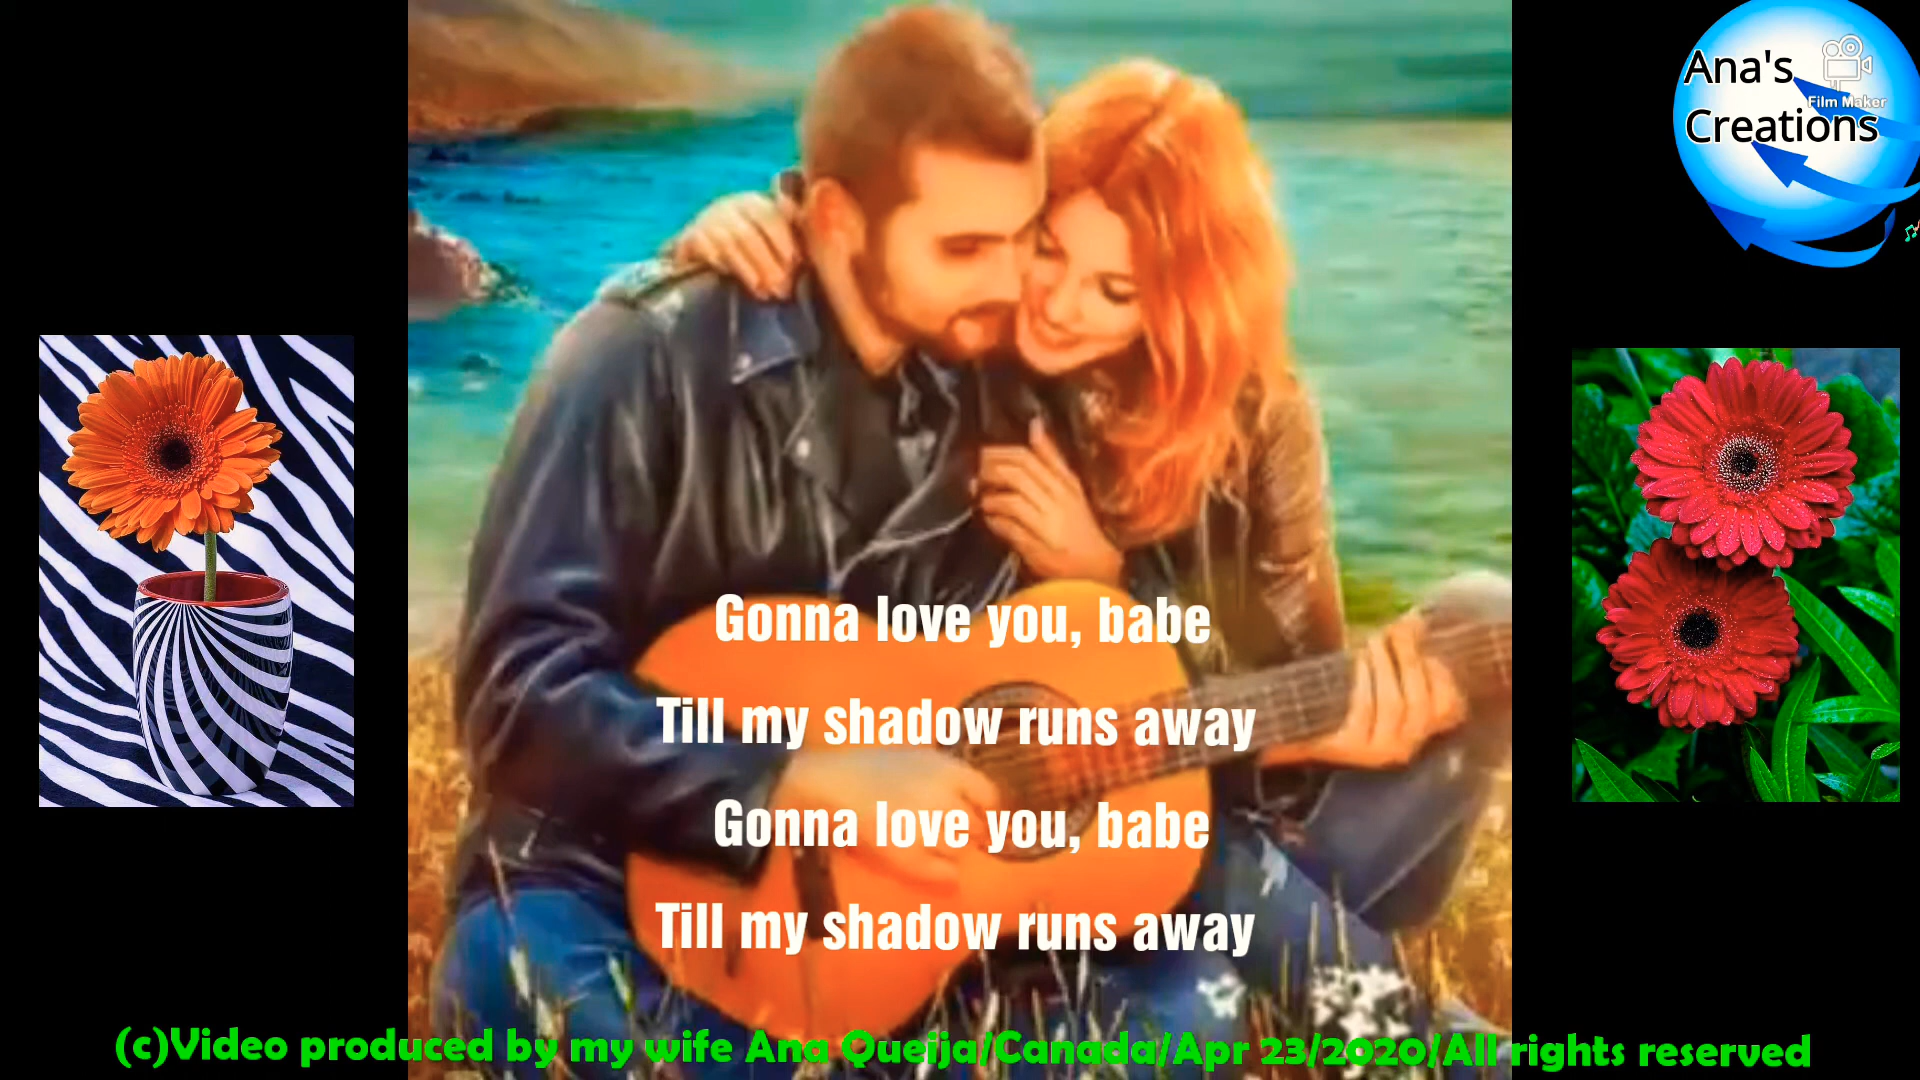 Ana's
Film Maker
Creations
Gonna love you, babe
Till my shadow runs away
Gonna love you, babe
Till my shadow runs away
(c)Video produced by my wife Ana Queija/Canada/Apr 23/2020/All rights reserved